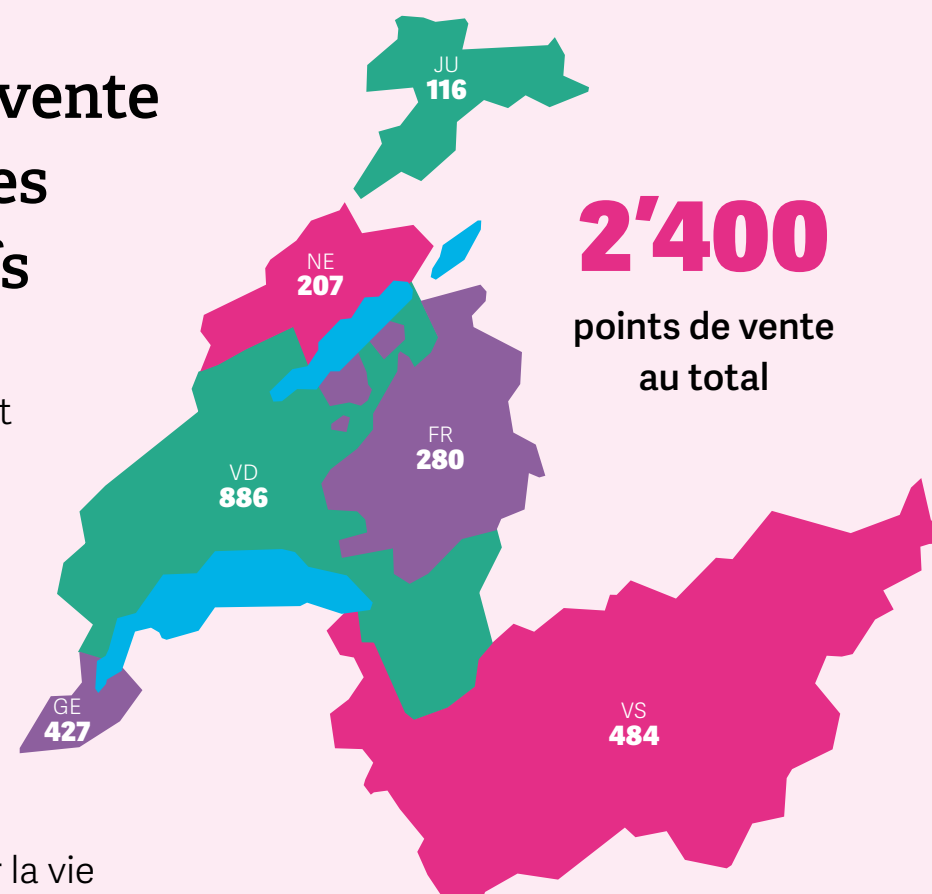 vente
es
fs
t
r la vie
JU
116
NE
207
2’400
points de vente
au total
FR
280
VD
886
GE
427
VS
484